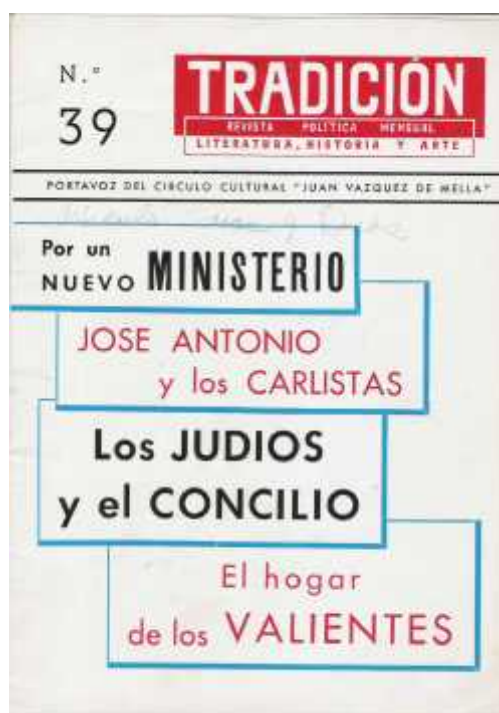 N.º
39
TRADICIÓN
REVISTA POLITICA MENSUAL
LITERATURA, HISTORIA Y ARTE
PORTAVOZ DEL CIRCULO CULTURAL "JUAN VAZQUEZ DE MELLA"
Por un
NUEVO MINISTERIO
JOSE ANTONIO
y los CARLISTAS
Los JUDIOS
y el CONCILIO
El hogar
de los VALIENTES